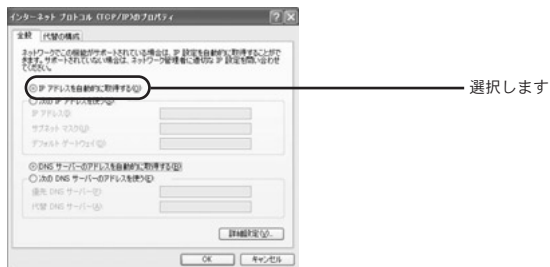 インターネット プロトコル (TCP/IP)のプロパティ
全般 代替の構成
ネットワークでこの機能がサポートされている場合は、IP 設定を自動的に取得することがで
きます。サポートされていない場合は、ネットワーク管理者に適切な IP 設定を問い合わせ
てください。
IP アドレスを自動的に取得する(O)
選択します
次の IP アドレスを使う(S)
IP アドレス(I)
サブネット マスク(U)
デフォルト ゲートウェイ(D)
DNS サーバーのアドレスを自動的に取得する(B)
次の DNS サーバーのアドレスを使う(E)
優先 DNS サーバー(P)
代替 DNS サーバー(A)
詳細設定(V)...
OK キャンセル